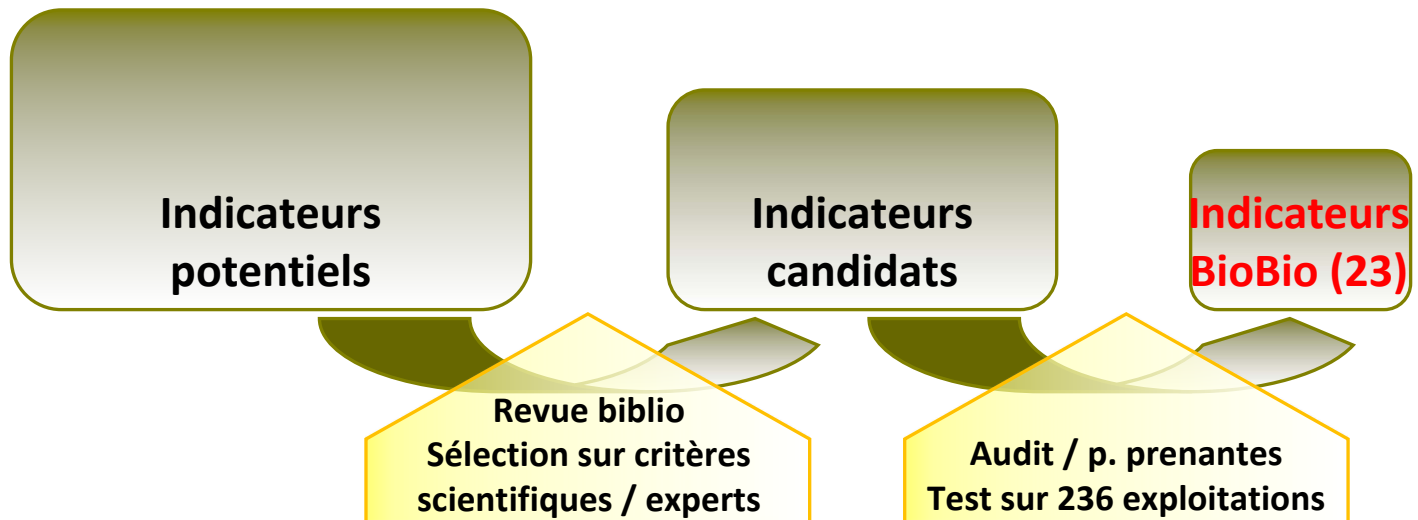 Indicateurs
potentiels
Indicateurs
candidats
Indicateurs
BioBio (23)
Revue biblio
Sélection sur critères
scientifiques / experts
Audit / p. prenantes
Test sur 236 exploitations